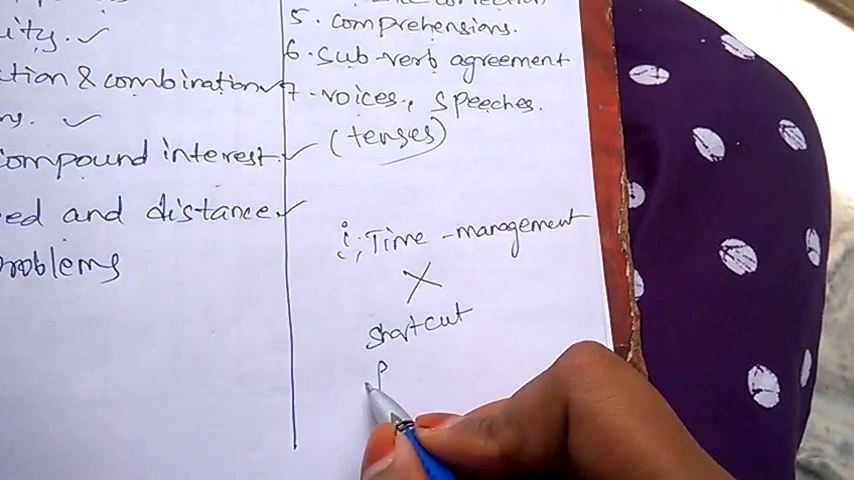 ity. ✓
5. comprehensions.
6. sub-verb agreement
ction & combination ✓
7. voices, speeches.
(tenses)
compound interest. ✓
ed and distance ✓
problems
i, Time-management
X
shortcut
P